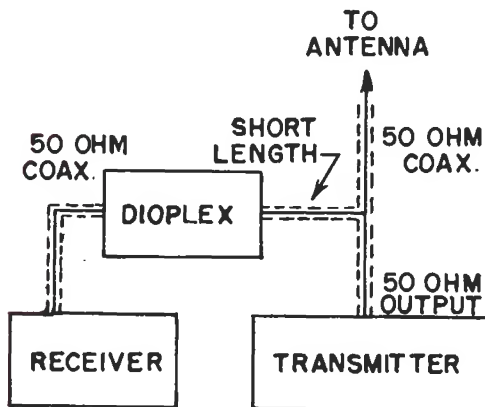 TO
ANTENNA
50 OHM
COAX.
SHORT
LENGTH
50 OHM
COAX.
DIOPLEX
50 OHM
OUTPUT
RECEIVER
TRANSMITTER